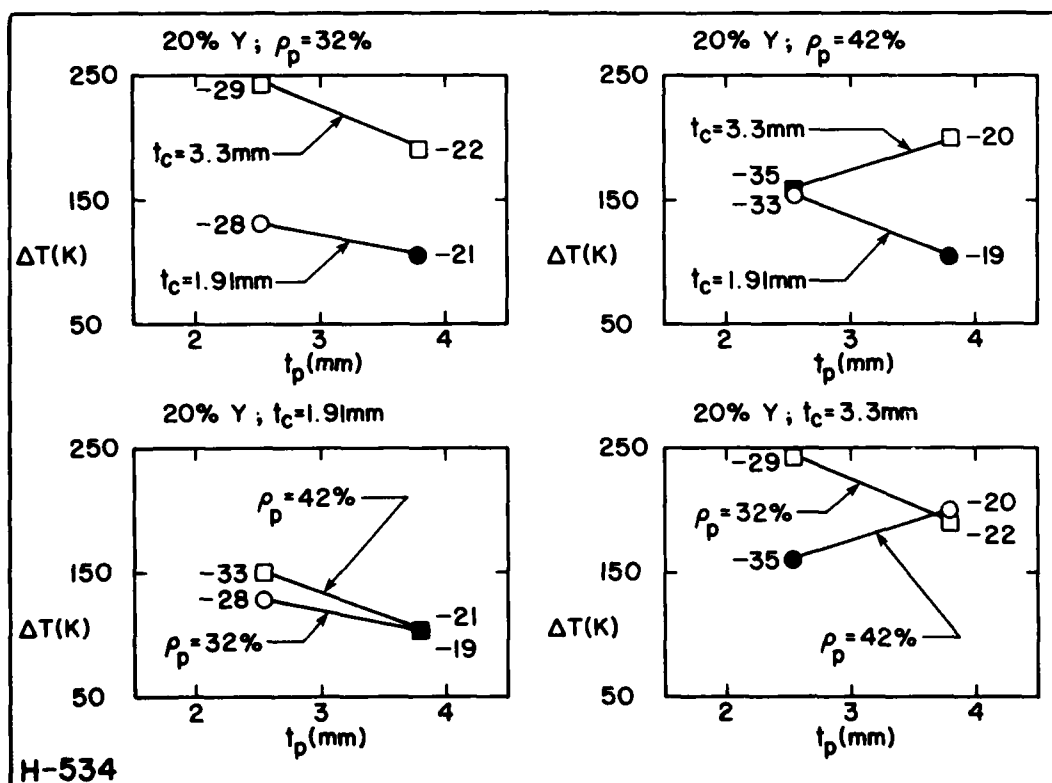 20% Y; ρp=32%
250
-29
tc=3.3mm
-22
150
-28
ΔT(K)
-21
tc=1.91mm
50
2 3 4
tp(mm)
20% Y; ρp=42%
250
tc=3.3mm
-20
-35
150
-33
ΔT(K)
-19
tc=1.91mm
50
2 3 4
tp(mm)
20% Y; tc=1.91mm
250
ρp=42%
150
-33
-28
-21
ΔT(K)
ρp=32%
-19
50
2 3 4
tp(mm)
20% Y; tc=3.3mm
250
-29
ρp=32%
-20
-22
150
-35
ΔT(K)
ρp=42%
50
2 3 4
tp(mm)
H-534